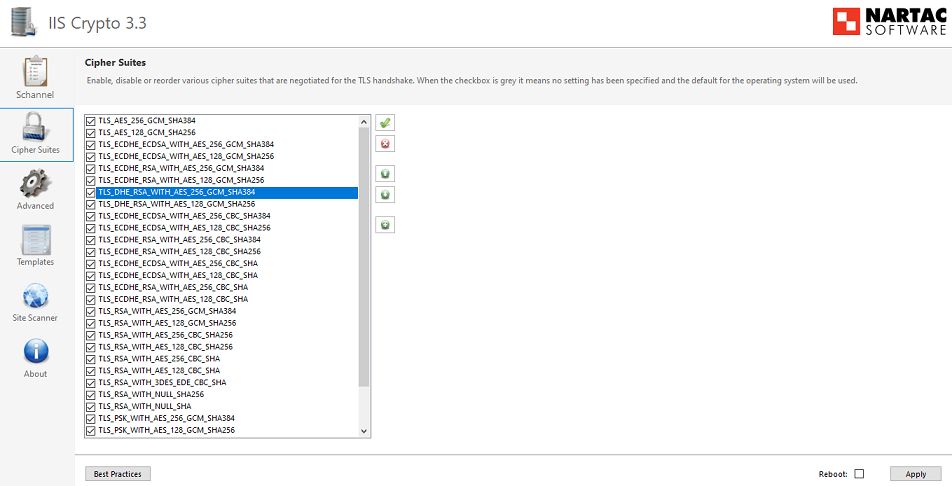 IIS Crypto 3.3
NARTAC
SOFTWARE
Schannel
Cipher Suites
Advanced
Templates
Site Scanner
About
Cipher Suites
Enable, disable or reorder various cipher suites that are negotiated for the TLS handshake. When the checkbox is grey it means no setting has been specified and the default for the operating system will be used.
TLS_AES_256_GCM_SHA384
TLS_AES_128_GCM_SHA256
TLS_ECDHE_ECDSA_WITH_AES_256_GCM_SHA384
TLS_ECDHE_ECDSA_WITH_AES_128_GCM_SHA256
TLS_ECDHE_RSA_WITH_AES_256_GCM_SHA384
TLS_ECDHE_RSA_WITH_AES_128_GCM_SHA256
TLS_DHE_RSA_WITH_AES_256_GCM_SHA384
TLS_DHE_RSA_WITH_AES_128_GCM_SHA256
TLS_ECDHE_ECDSA_WITH_AES_256_CBC_SHA384
TLS_ECDHE_ECDSA_WITH_AES_128_CBC_SHA256
TLS_ECDHE_RSA_WITH_AES_256_CBC_SHA384
TLS_ECDHE_RSA_WITH_AES_128_CBC_SHA256
TLS_ECDHE_ECDSA_WITH_AES_256_CBC_SHA
TLS_ECDHE_ECDSA_WITH_AES_128_CBC_SHA
TLS_ECDHE_RSA_WITH_AES_256_CBC_SHA
TLS_ECDHE_RSA_WITH_AES_128_CBC_SHA
TLS_RSA_WITH_AES_256_GCM_SHA384
TLS_RSA_WITH_AES_128_GCM_SHA256
TLS_RSA_WITH_AES_256_CBC_SHA256
TLS_RSA_WITH_AES_128_CBC_SHA256
TLS_RSA_WITH_AES_256_CBC_SHA
TLS_RSA_WITH_AES_128_CBC_SHA
TLS_RSA_WITH_3DES_EDE_CBC_SHA
TLS_RSA_WITH_NULL_SHA256
TLS_RSA_WITH_NULL_SHA
TLS_PSK_WITH_AES_256_GCM_SHA384
TLS_PSK_WITH_AES_128_GCM_SHA256
Best Practices
Reboot:
Apply